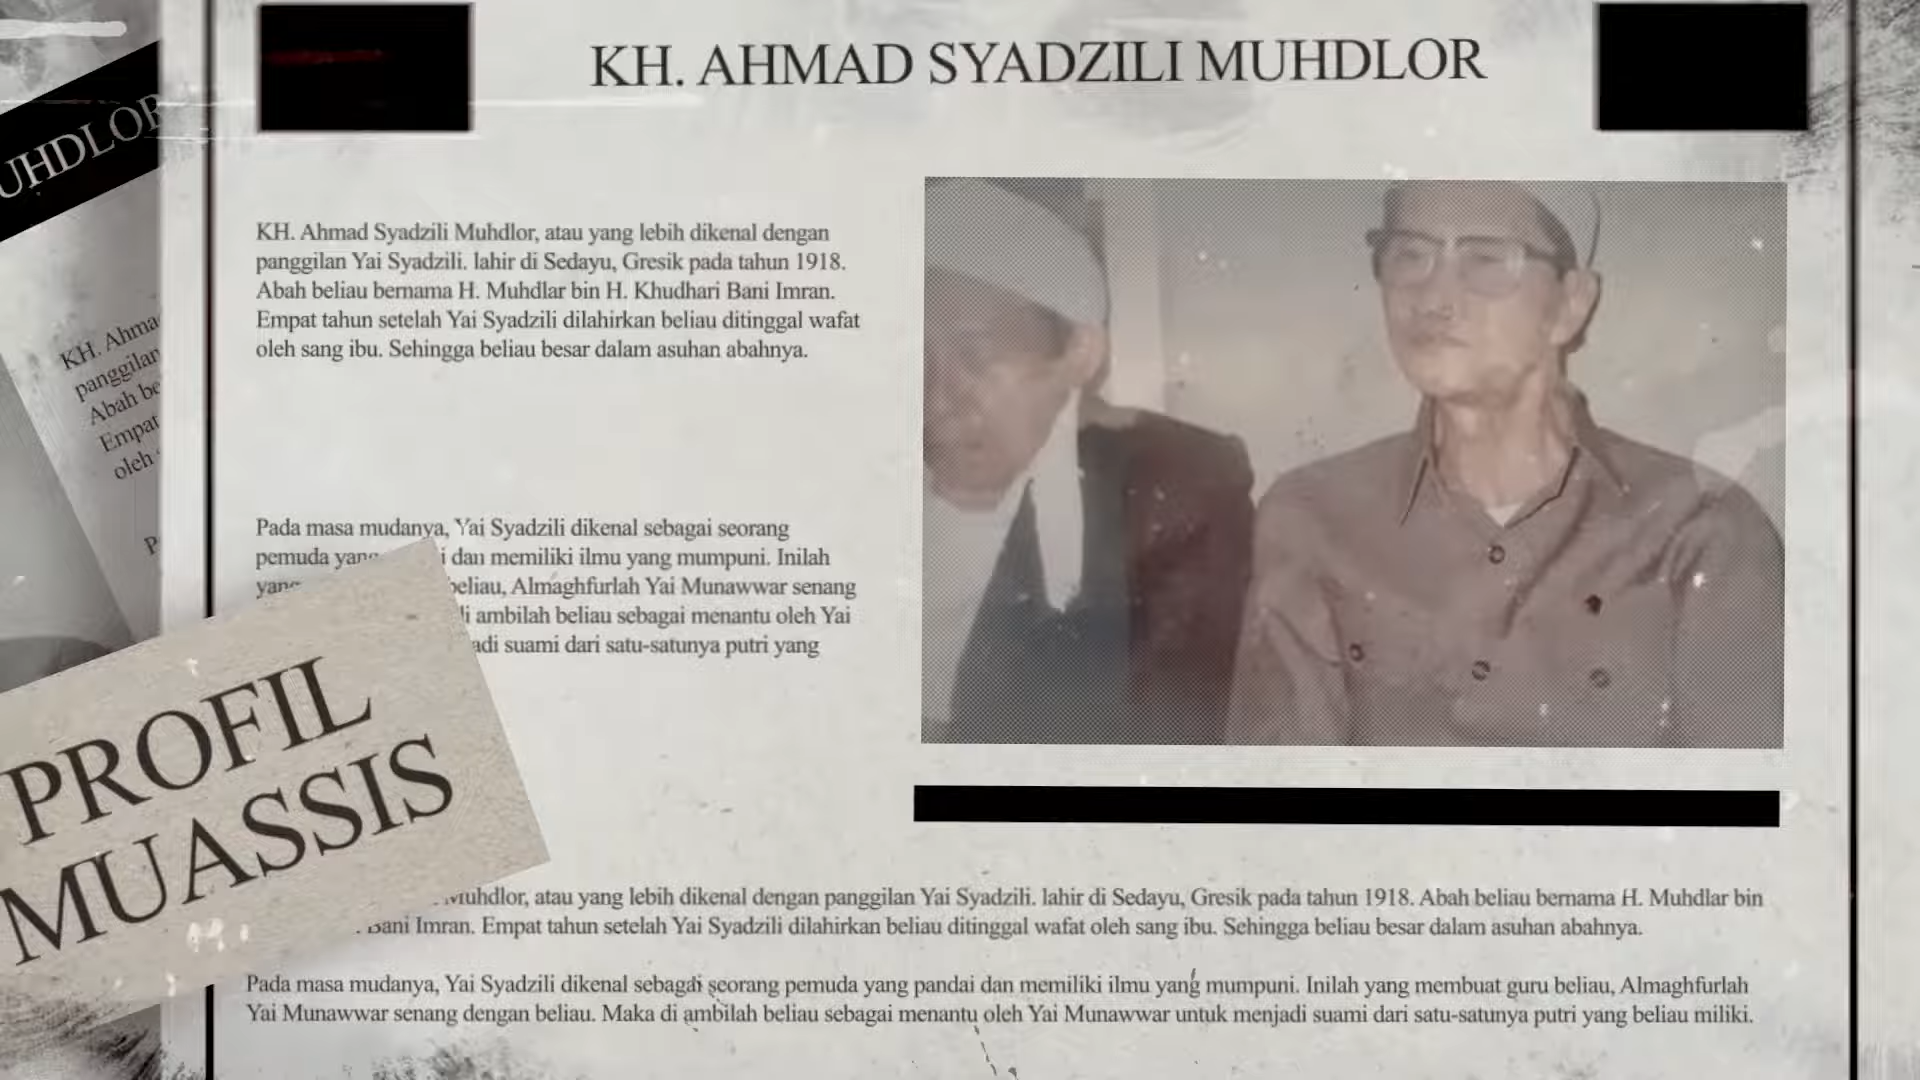 KH. AHMAD SYADZILI MUHDLOR
UHDLOR
KH. Ahmad Syadzili Muhdlor, atau yang lebih dikenal dengan
panggilan Yai Syadzili. lahir di Sedayu, Gresik pada tahun 1918.
Abah beliau bernama H. Muhdlar bin H. Khudhari Bani Imran.
Empat tahun setelah Yai Syadzili dilahirkan beliau ditinggal wafat
oleh sang ibu. Sehingga beliau besar dalam asuhan abahnya.
KH. Ahma
panggilan
Abah be
Empat
oleh
P
Pada masa mudanya, Yai Syadzili dikenal sebagai seorang
pemuda yang i dan memiliki ilmu yang mumpuni. Inilah
yang beliau, Almaghfurlah Yai Munawwar senang
di ambilah beliau sebagai menantu oleh Yai
adi suami dari satu-satunya putri yang
PROFIL
MUASSIS
Muhdlor, atau yang lebih dikenal dengan panggilan Yai Syadzili. lahir di Sedayu, Gresik pada tahun 1918. Abah beliau bernama H. Muhdlar bin
Bani Imran. Empat tahun setelah Yai Syadzili dilahirkan beliau ditinggal wafat oleh sang ibu. Sehingga beliau besar dalam asuhan abahnya.
Pada masa mudanya, Yai Syadzili dikenal sebagai seorang pemuda yang pandai dan memiliki ilmu yang mumpuni. Inilah yang membuat guru beliau, Almaghfurlah
Yai Munawwar senang dengan beliau. Maka di ambilah beliau sebagai menantu oleh Yai Munawwar untuk menjadi suami dari satu-satunya putri yang beliau miliki.